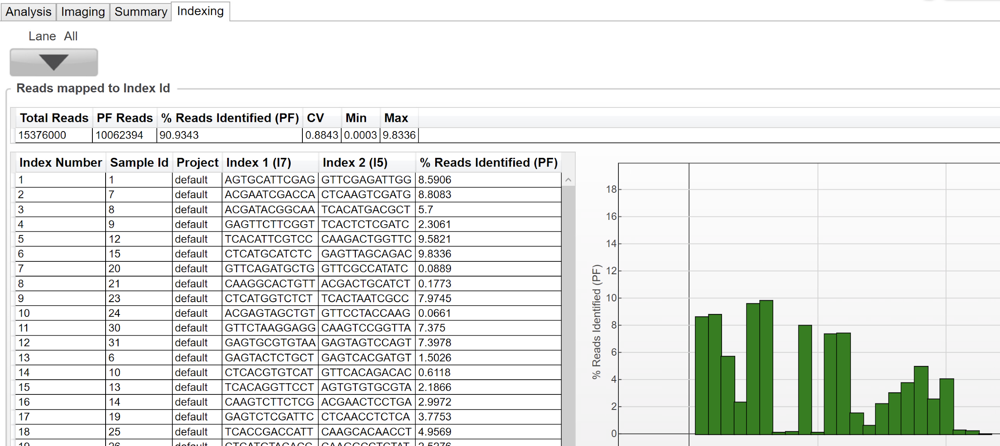 Analysis Imaging Summary Indexing
Lane All
Reads mapped to Index Id
Total Reads PF Reads % Reads Identified (PF) CV Min Max
15376000 10062394 90.9343 0.8843 0.0003 9.8336
Index Number Sample Id Project Index 1 (I7) Index 2 (I5) % Reads Identified (PF)
1 1 default AGTGCATTCGAG GTTCGAGATTGG 8.5906
2 7 default ACGAATCGACCA CTCAAGTCGATG 8.8083
3 8 default ACGATACGGCAA TCACATGACGCT 5.7
4 9 default GAGTTCTTCGGT TCACTCTCGATC 2.3061
5 12 default TCACATTCGTCC CAAGACTGGTTC 9.5821
6 15 default CTCATGCATCTC GAGTTAGCAGAC 9.8336
7 20 default GTTCAGATGCTG GTTCGCCATATC 0.0889
8 21 default CAAGGCACTGTT ACGACTGCATCT 0.1773
9 23 default CTCATGGTCTCT TCACTAATCGCC 7.9745
10 24 default ACGAGTAGCTGT GTTCCTACCAAG 0.0661
11 30 default GTTCTAAGGAGG CAAGTCCGGTTA 7.375
12 31 default GAGTGCGTGTAA GAGTAGTCCAGT 7.3978
13 6 default GAGTACTCTGCT GAGTCACGATGT 1.5026
14 10 default CTCACGTGTCAT GTTCACAGACAC 0.6118
15 13 default TCACAGGTTCCT AGTGTGTGCGTA 2.1866
16 14 default CAAGTCTTCTCG ACGAACTCCTGA 2.9972
17 19 default GAGTCTCGATTC CTCAACCTCTCA 3.7753
18 25 default TCACCGACCATT CAAGCACAACCT 4.9569
19 26 default
% Reads Identified (PF)
18
16
14
12
10
8
6
4
2
0